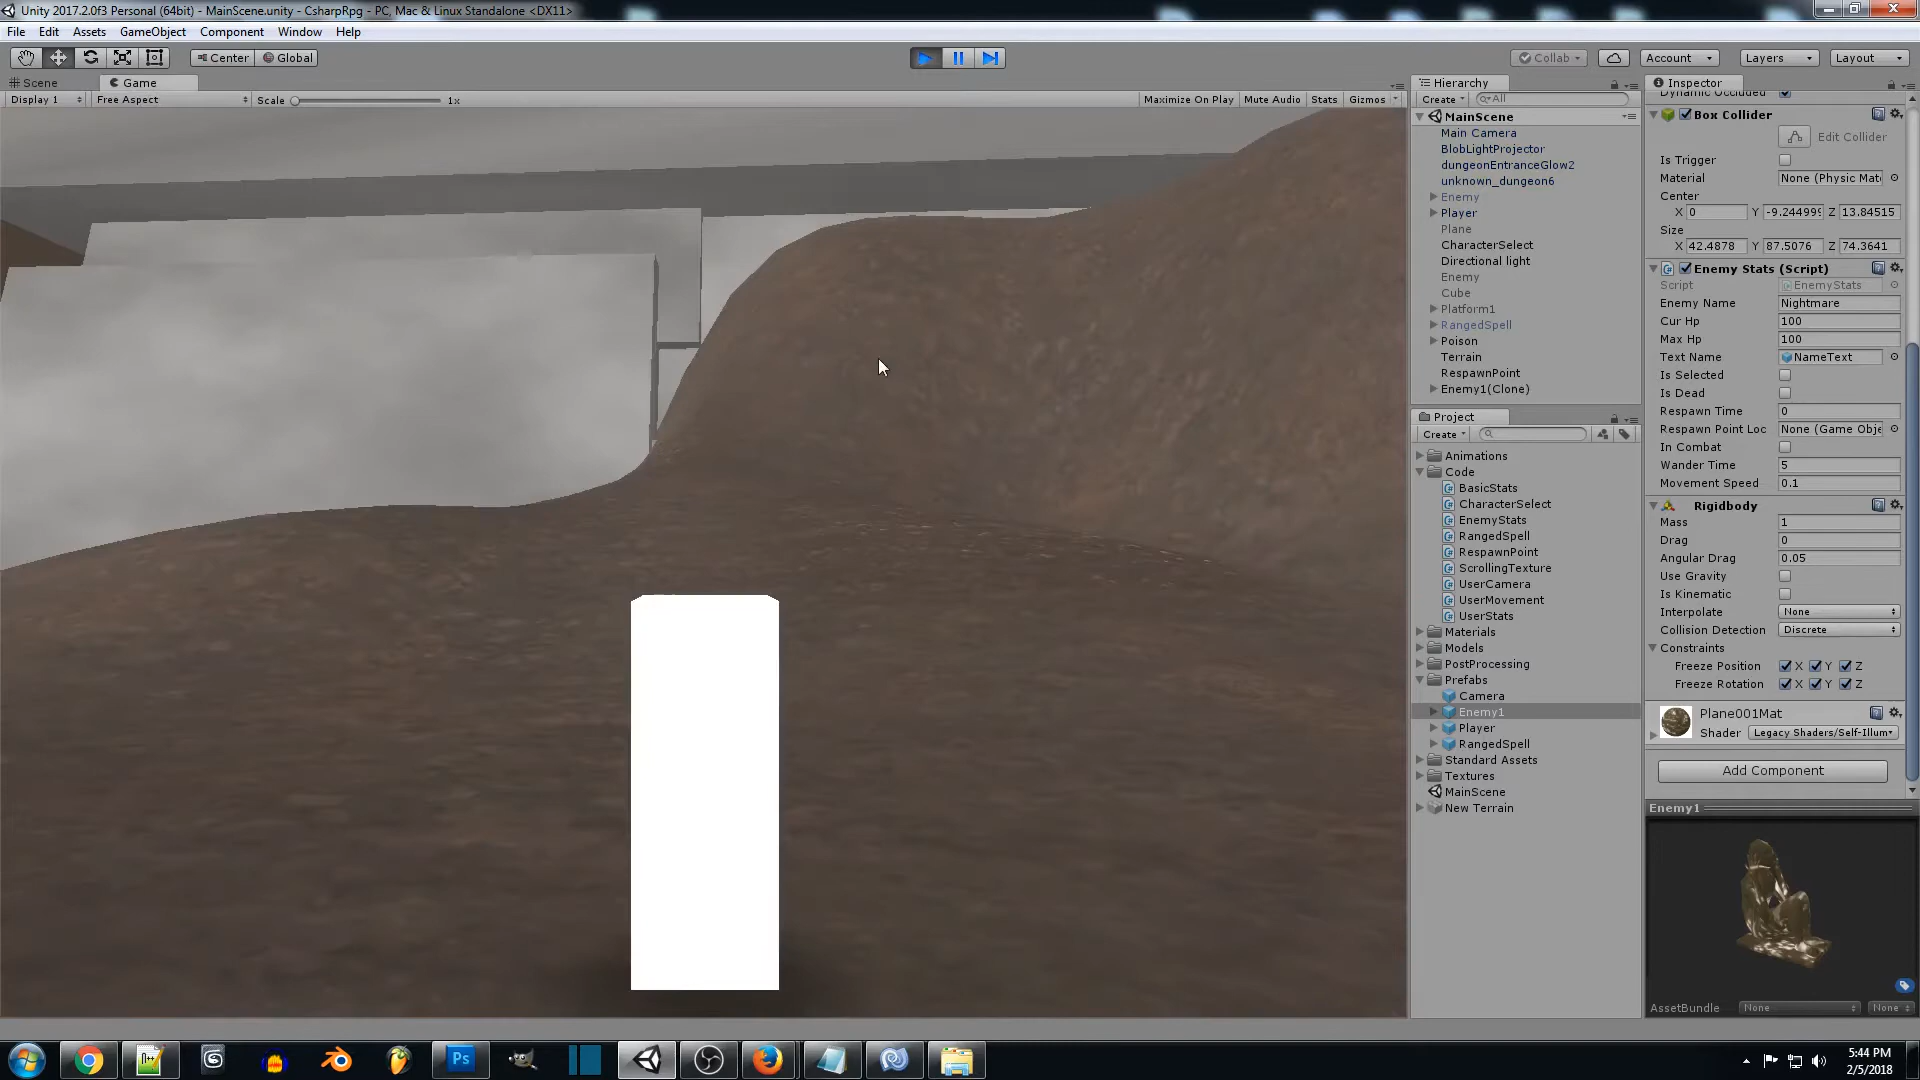 Unity 2017.2.0f3 Personal (64bit) - MainScene.unity - CsharpRpg - PC, Mac & Linux Standalone <DX11>
File Edit Assets GameObject Component Window Help
Center Global Collab Account Layers Layout
Scene Game
Display 1 Free Aspect Scale 1x Maximize On Play Mute Audio Stats Gizmos
Hierarchy
Create All
MainScene
Main Camera
BlobLightProjector
dungeonEntranceGlow2
unknown_dungeon6
Enemy
Player
Plane
CharacterSelect
Directional light
Enemy
Cube
Platform1
RangedSpell
Poison
Terrain
RespawnPoint
Enemy1(Clone)
Project
Create
Animations
Code
BasicStats
CharacterSelect
EnemyStats
RangedSpell
RespawnPoint
ScrollingTexture
UserCamera
UserMovement
UserStats
Materials
Models
PostProcessing
Prefabs
Camera
Enemy1
Player
RangedSpell
Standard Assets
Textures
MainScene
New Terrain
Inspector
Dynamic Occluded
Box Collider
Edit Collider
Is Trigger
Material None (Physic Mat
Center
X 0 Y -9.244999 Z 13.84515
Size
X 42.4878 Y 87.5076 Z 74.3641
Enemy Stats (Script)
Script EnemyStats
Enemy Name Nightmare
Cur Hp 100
Max Hp 100
Text Name NameText
Is Selected
Is Dead
Respawn Time 0
Respawn Point Loc None (Game Obje
In Combat
Wander Time 5
Movement Speed 0.1
Rigidbody
Mass 1
Drag 0
Angular Drag 0.05
Use Gravity
Is Kinematic
Interpolate None
Collision Detection Discrete
Constraints
Freeze Position X Y Z
Freeze Rotation X Y Z
Plane001Mat
Shader Legacy Shaders/Self-Illum
Add Component
Enemy1
AssetBundle None None
Ps
5:44 PM
2/5/2018